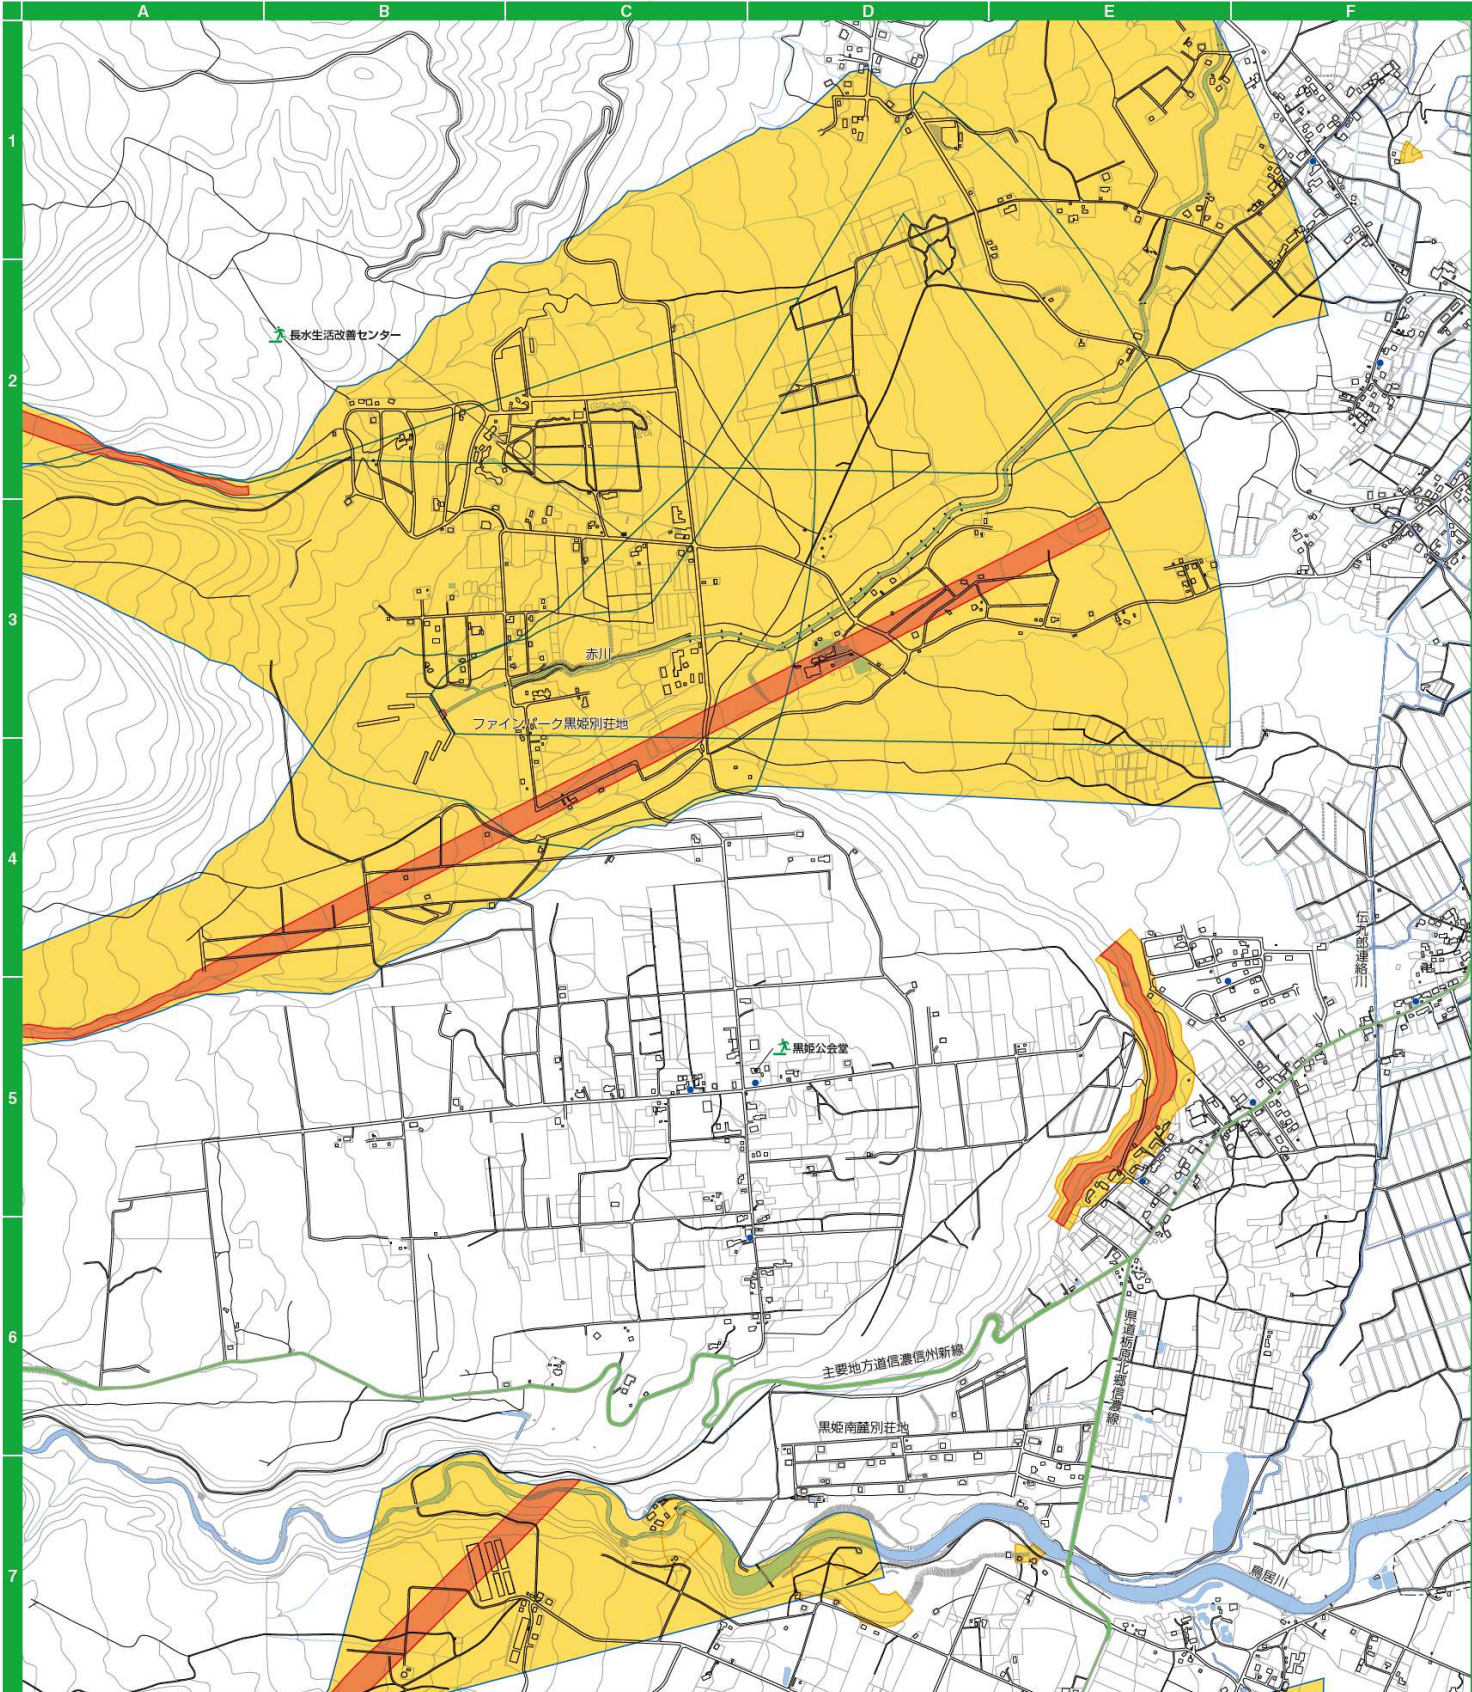 A B C D E F
1
2
長水生活改善センター
3
赤川
ファインパーク黒姫別荘地
4
伝九郎連絡川
黒姫公会堂
5
6
主要地方道信濃信州新線
県道栃原北郷信濃線
黒姫南麓別荘地
7
鳥居川